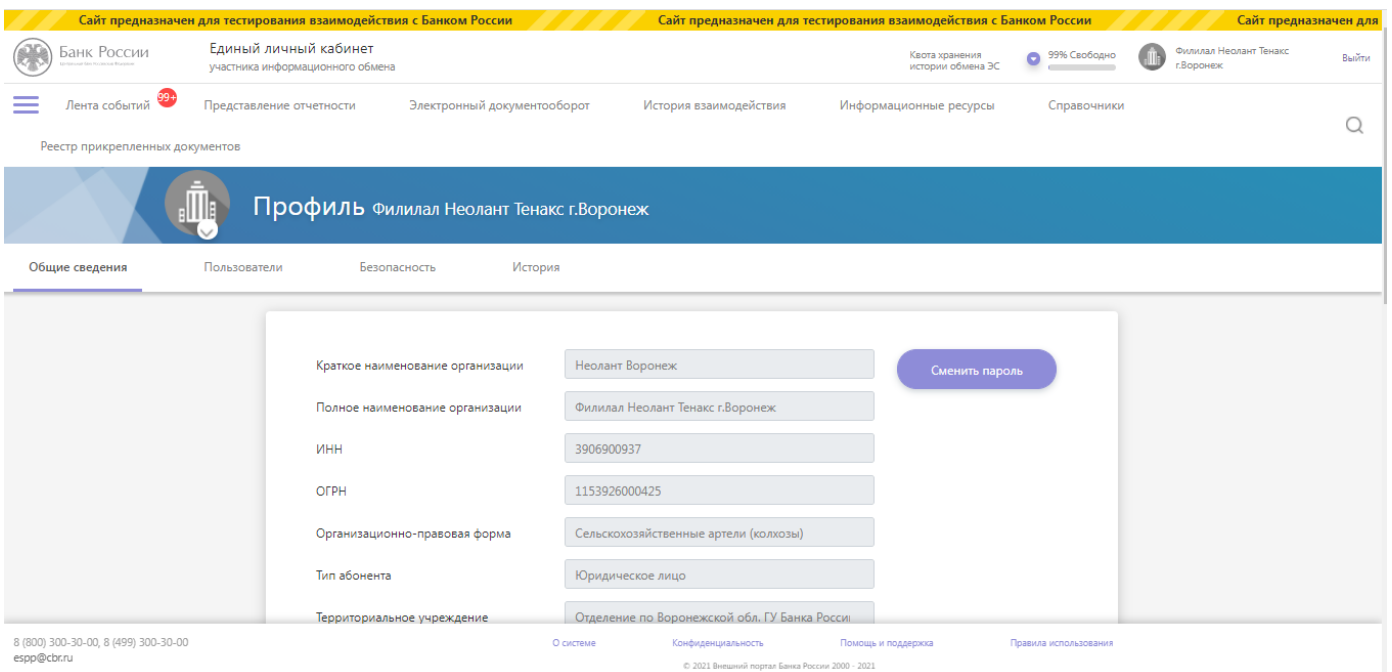 Сайт предназначен для тестирования взаимодействия с Банком России
Сайт предназначен для тестирования взаимодействия с Банком России
Сайт предназначен для
Банк России
Единый личный кабинет
участника информационного обмена
Квота хранения
истории обмена ЭС
99% Свободно
Филилал Неолант Тенакс
г.Воронеж
Выйти
Лента событий
99+
Представление отчетности
Электронный документооборот
История взаимодействия
Информационные ресурсы
Справочники
Реестр прикрепленных документов
Профиль Филилал Неолант Тенакс г.Воронеж
Общие сведения
Пользователи
Безопасность
История
Краткое наименование организации
Неолант Воронеж
Сменить пароль
Полное наименование организации
Филилал Неолант Тенакс г.Воронеж
ИНН
3906900937
ОГРН
1153926000425
Организационно-правовая форма
Сельскохозяйственные артели (колхозы)
Тип абонента
Юридическое лицо
Территориальное учреждение
Отделение по Воронежской обл. ГУ Банка Росси
8 (800) 300-30-00, 8 (499) 300-30-00
espp@cbr.ru
О системе
Конфиденциальность
Помощь и поддержка
Правила использования
© 2021 Внешний портал Банка России 2000 - 2021